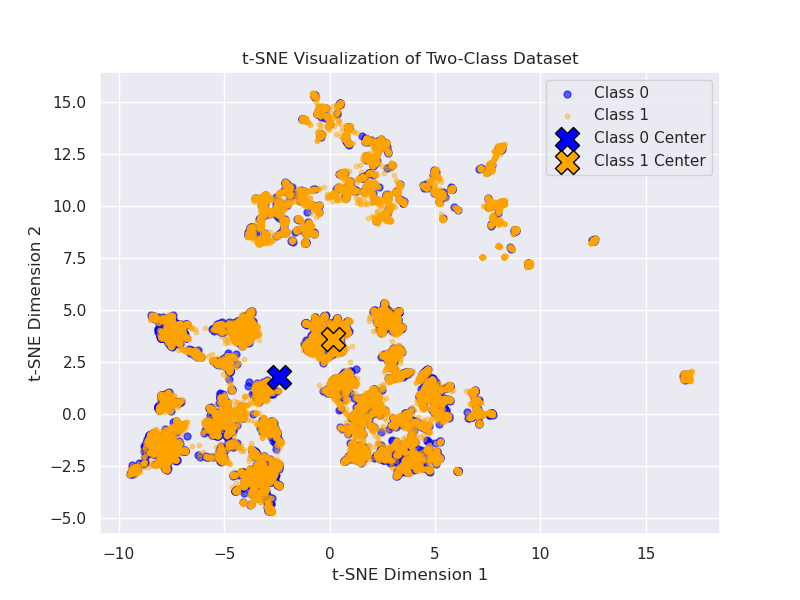 t-SNE Visualization of Two-Class Dataset
Class 0
Class 1
Class 0 Center
Class 1 Center
t-SNE Dimension 2
15.0
12.5
10.0
7.5
5.0
2.5
0.0
−2.5
−5.0
−10
−5
0
5
10
15
t-SNE Dimension 1